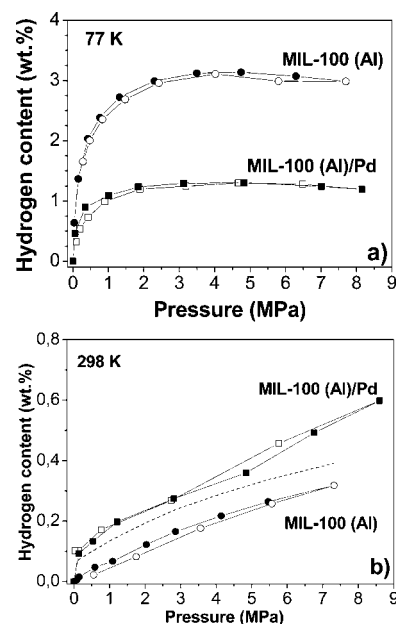 77 K
MIL-100 (Al)
MIL-100 (Al)/Pd
a)
Hydrogen content (wt.%)
4
3
2
1
0
0 1 2 3 4 5 6 7 8 9
Pressure (MPa)
298 K
MIL-100 (Al)/Pd
MIL-100 (Al)
b)
Hydrogen content (wt.%)
0,8
0,6
0,4
0,2
0,0
0 1 2 3 4 5 6 7 8 9
Pressure (MPa)